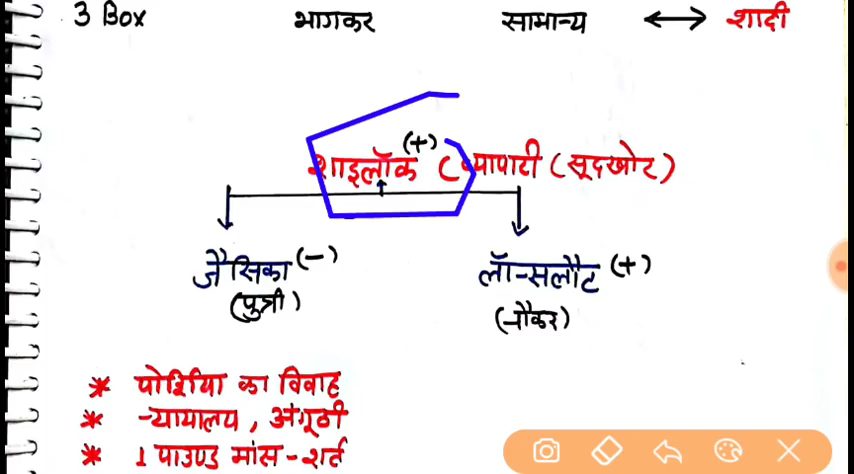 3 Box भागकर सामान्य ↔ शादी
शाइलॉक (+) (व्यापारी (सूदखोर)
जैसिका (-) लॉन्सलौट (+)
(पुत्री) (नौकर)
* पोर्शिया का विवाह
* न्यायालय, अंगूठी
* 1 पाउण्ड मांस - शर्त